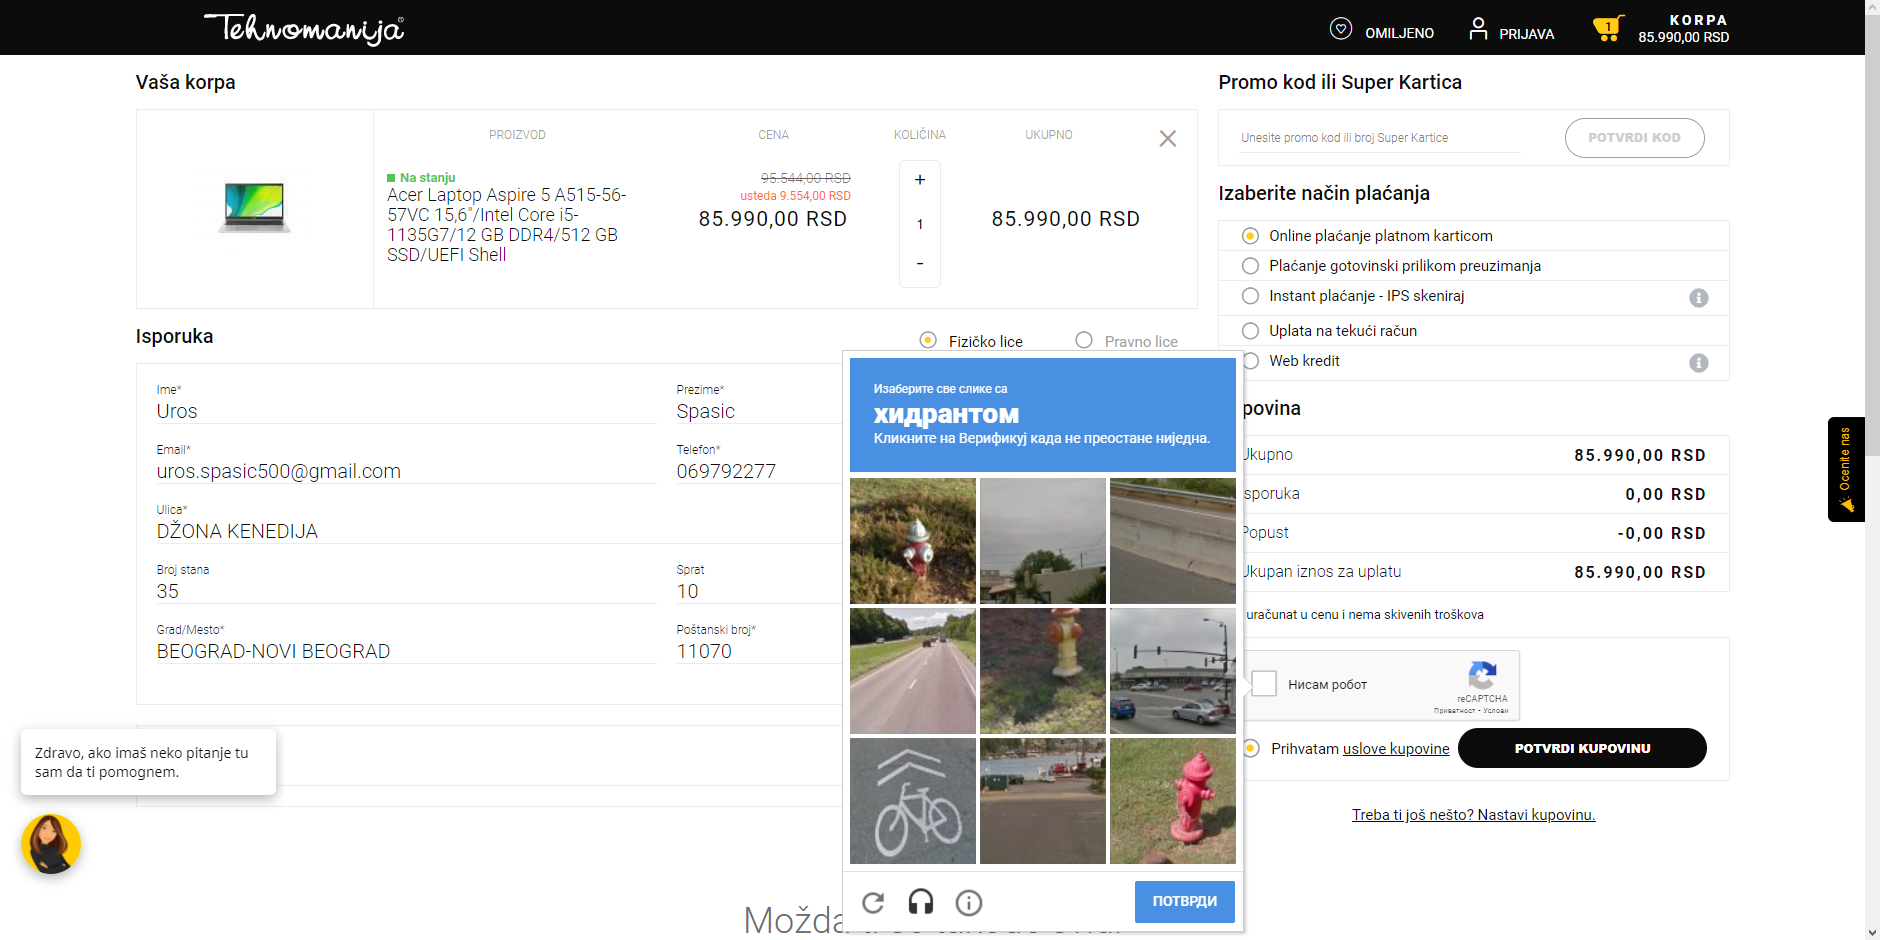 Tehnomanija
OMILJENO
PRIJAVA
1
KORPA
85.990,00 RSD
Vaša korpa
PROIZVOD
CENA
KOLIČINA
UKUPNO
Na stanju
Acer Laptop Aspire 5 A515-56-
57VC 15,6"/Intel Core i5-
1135G7/12 GB DDR4/512 GB
SSD/UEFI Shell
95.544,00 RSD
usteda 9.554,00 RSD
85.990,00 RSD
+
1
-
85.990,00 RSD
Promo kod ili Super Kartica
Unesite promo kod ili broj Super Kartice
POTVRDI KOD
Izaberite način plaćanja
Online plaćanje platnom karticom
Plaćanje gotovinski prilikom preuzimanja
Instant plaćanje - IPS skeniraj
Uplata na tekući račun
Web kredit
Isporuka
Fizičko lice
Pravno lice
Ime*
Uros
Prezime*
Spasic
Email*
uros.spasic500@gmail.com
Telefon*
069792277
Ulica*
DŽONA KENEDIJA
Broj stana
35
Sprat
10
Grad/Mesto*
BEOGRAD-NOVI BEOGRAD
Poštanski broj*
11070
Изаберите све слике са
хидрантом
Кликните на Верификуј када не преостане ниједна.
ПОТВРДИ
povina
Ukupno
85.990,00 RSD
sporuka
0,00 RSD
Popust
-0,00 RSD
Ukupan iznos za uplatu
85.990,00 RSD
uračunat u cenu i nema skivenih troškova
Нисам робот
reCAPTCHA
Приватност - Услови
Prihvatam uslove kupovine
POTVRDI KUPOVINU
Treba ti još nešto? Nastavi kupovinu.
Ocenite nas
Zdravo, ako imaš neko pitanje tu
sam da ti pomognem.
Možda